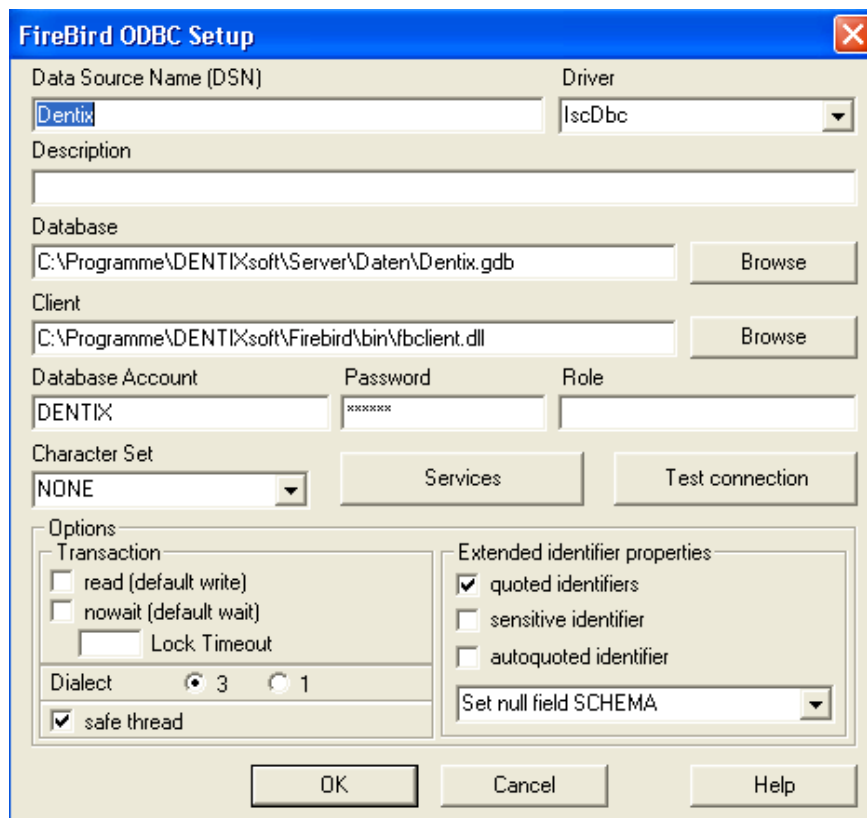 FireBird ODBC Setup
Data Source Name (DSN) Driver
Dentix IscDbc
Description
Database
C:\Programme\DENTIXsoft\Server\Daten\Dentix.gdb Browse
Client
C:\Programme\DENTIXsoft\Firebird\bin\fbclient.dll Browse
Database Account Password Role
DENTIX ******
Character Set
NONE Services Test connection
Options
Transaction Extended identifier properties
read (default write) quoted identifiers
nowait (default wait) sensitive identifier
Lock Timeout autoquoted identifier
Dialect 3 1
Set null field SCHEMA
safe thread
OK Cancel Help